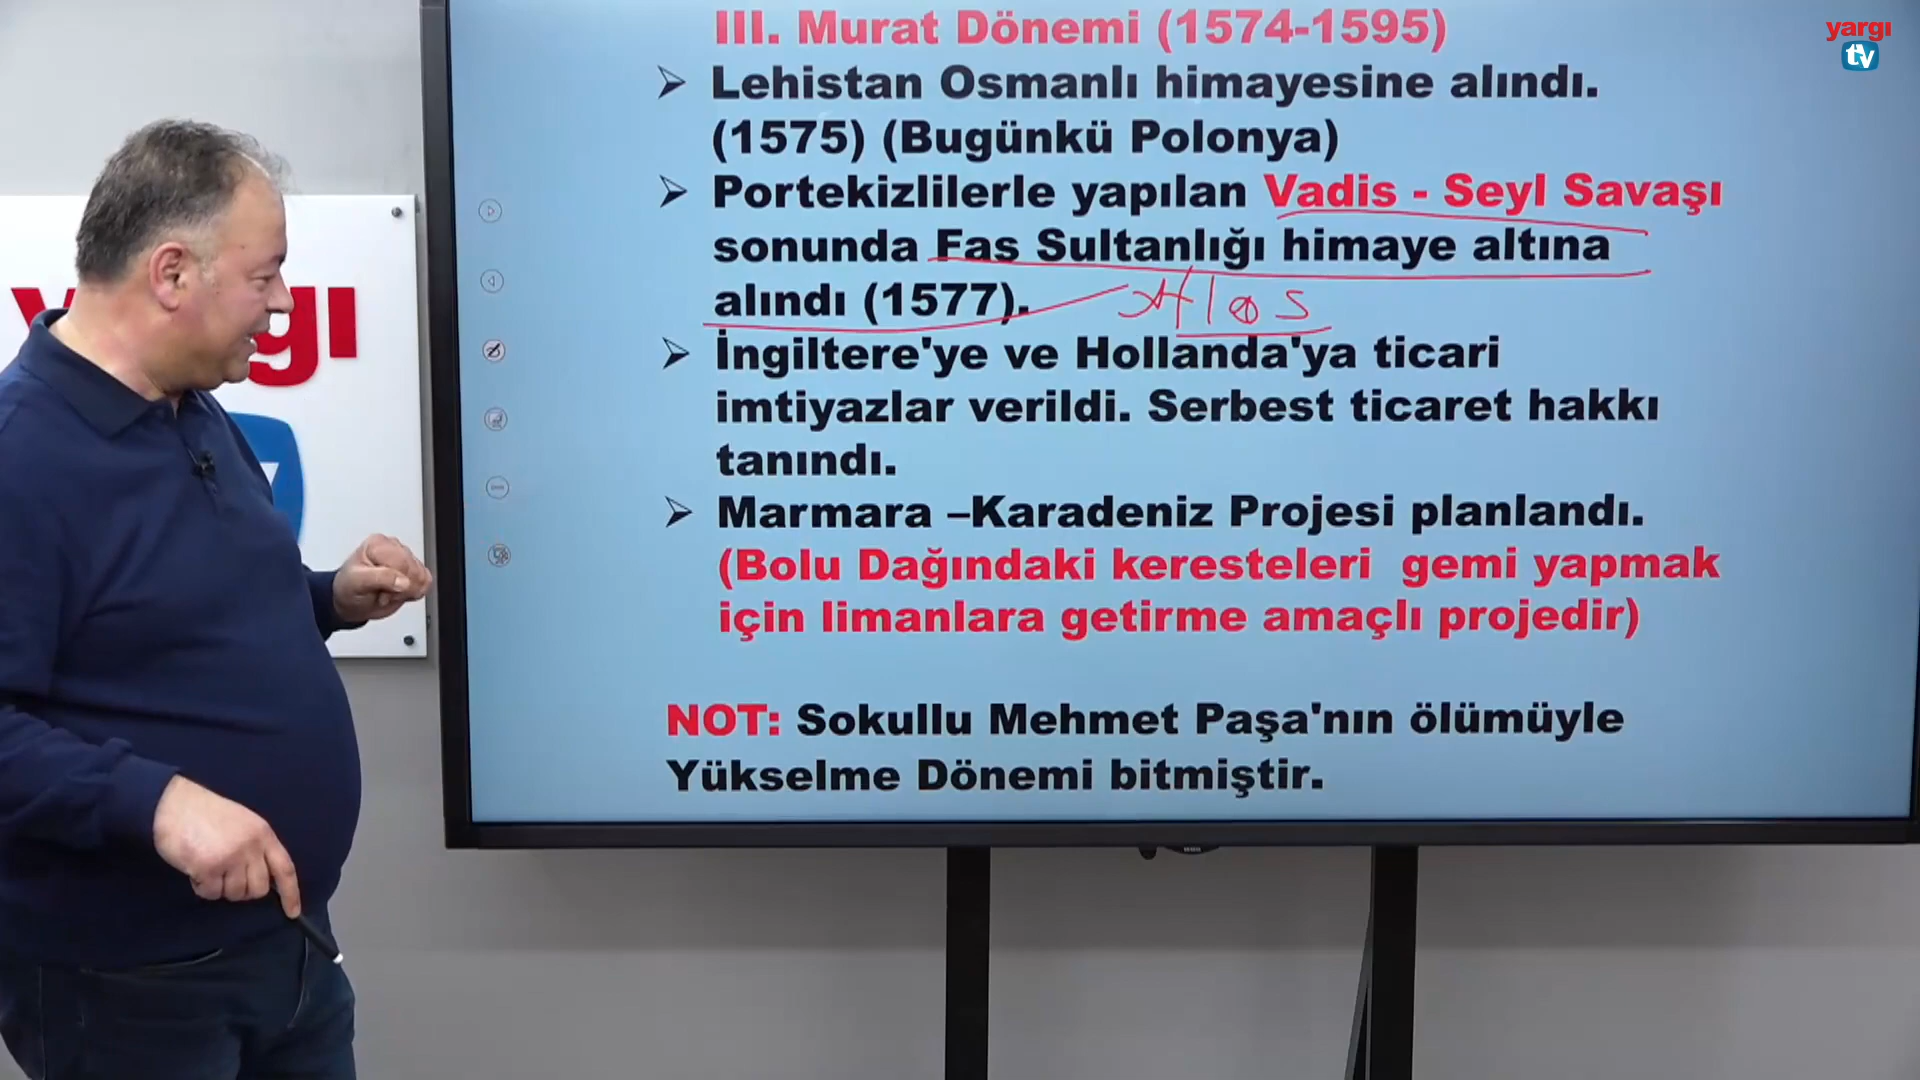 yargı
tv
III. Murat Dönemi (1574-1595)
➢ Lehistan Osmanlı himayesine alındı.
(1575) (Bugünkü Polonya)
➢ Portekizlilerle yapılan Vadis - Seyl Savaşı
sonunda Fas Sultanlığı himaye altına
alındı (1577).
Atlas
➢ İngiltere'ye ve Hollanda'ya ticari
imtiyazlar verildi. Serbest ticaret hakkı
tanındı.
➢ Marmara –Karadeniz Projesi planlandı.
(Bolu Dağındaki keresteleri gemi yapmak
için limanlara getirme amaçlı projedir)
NOT: Sokullu Mehmet Paşa'nın ölümüyle
Yükselme Dönemi bitmiştir.